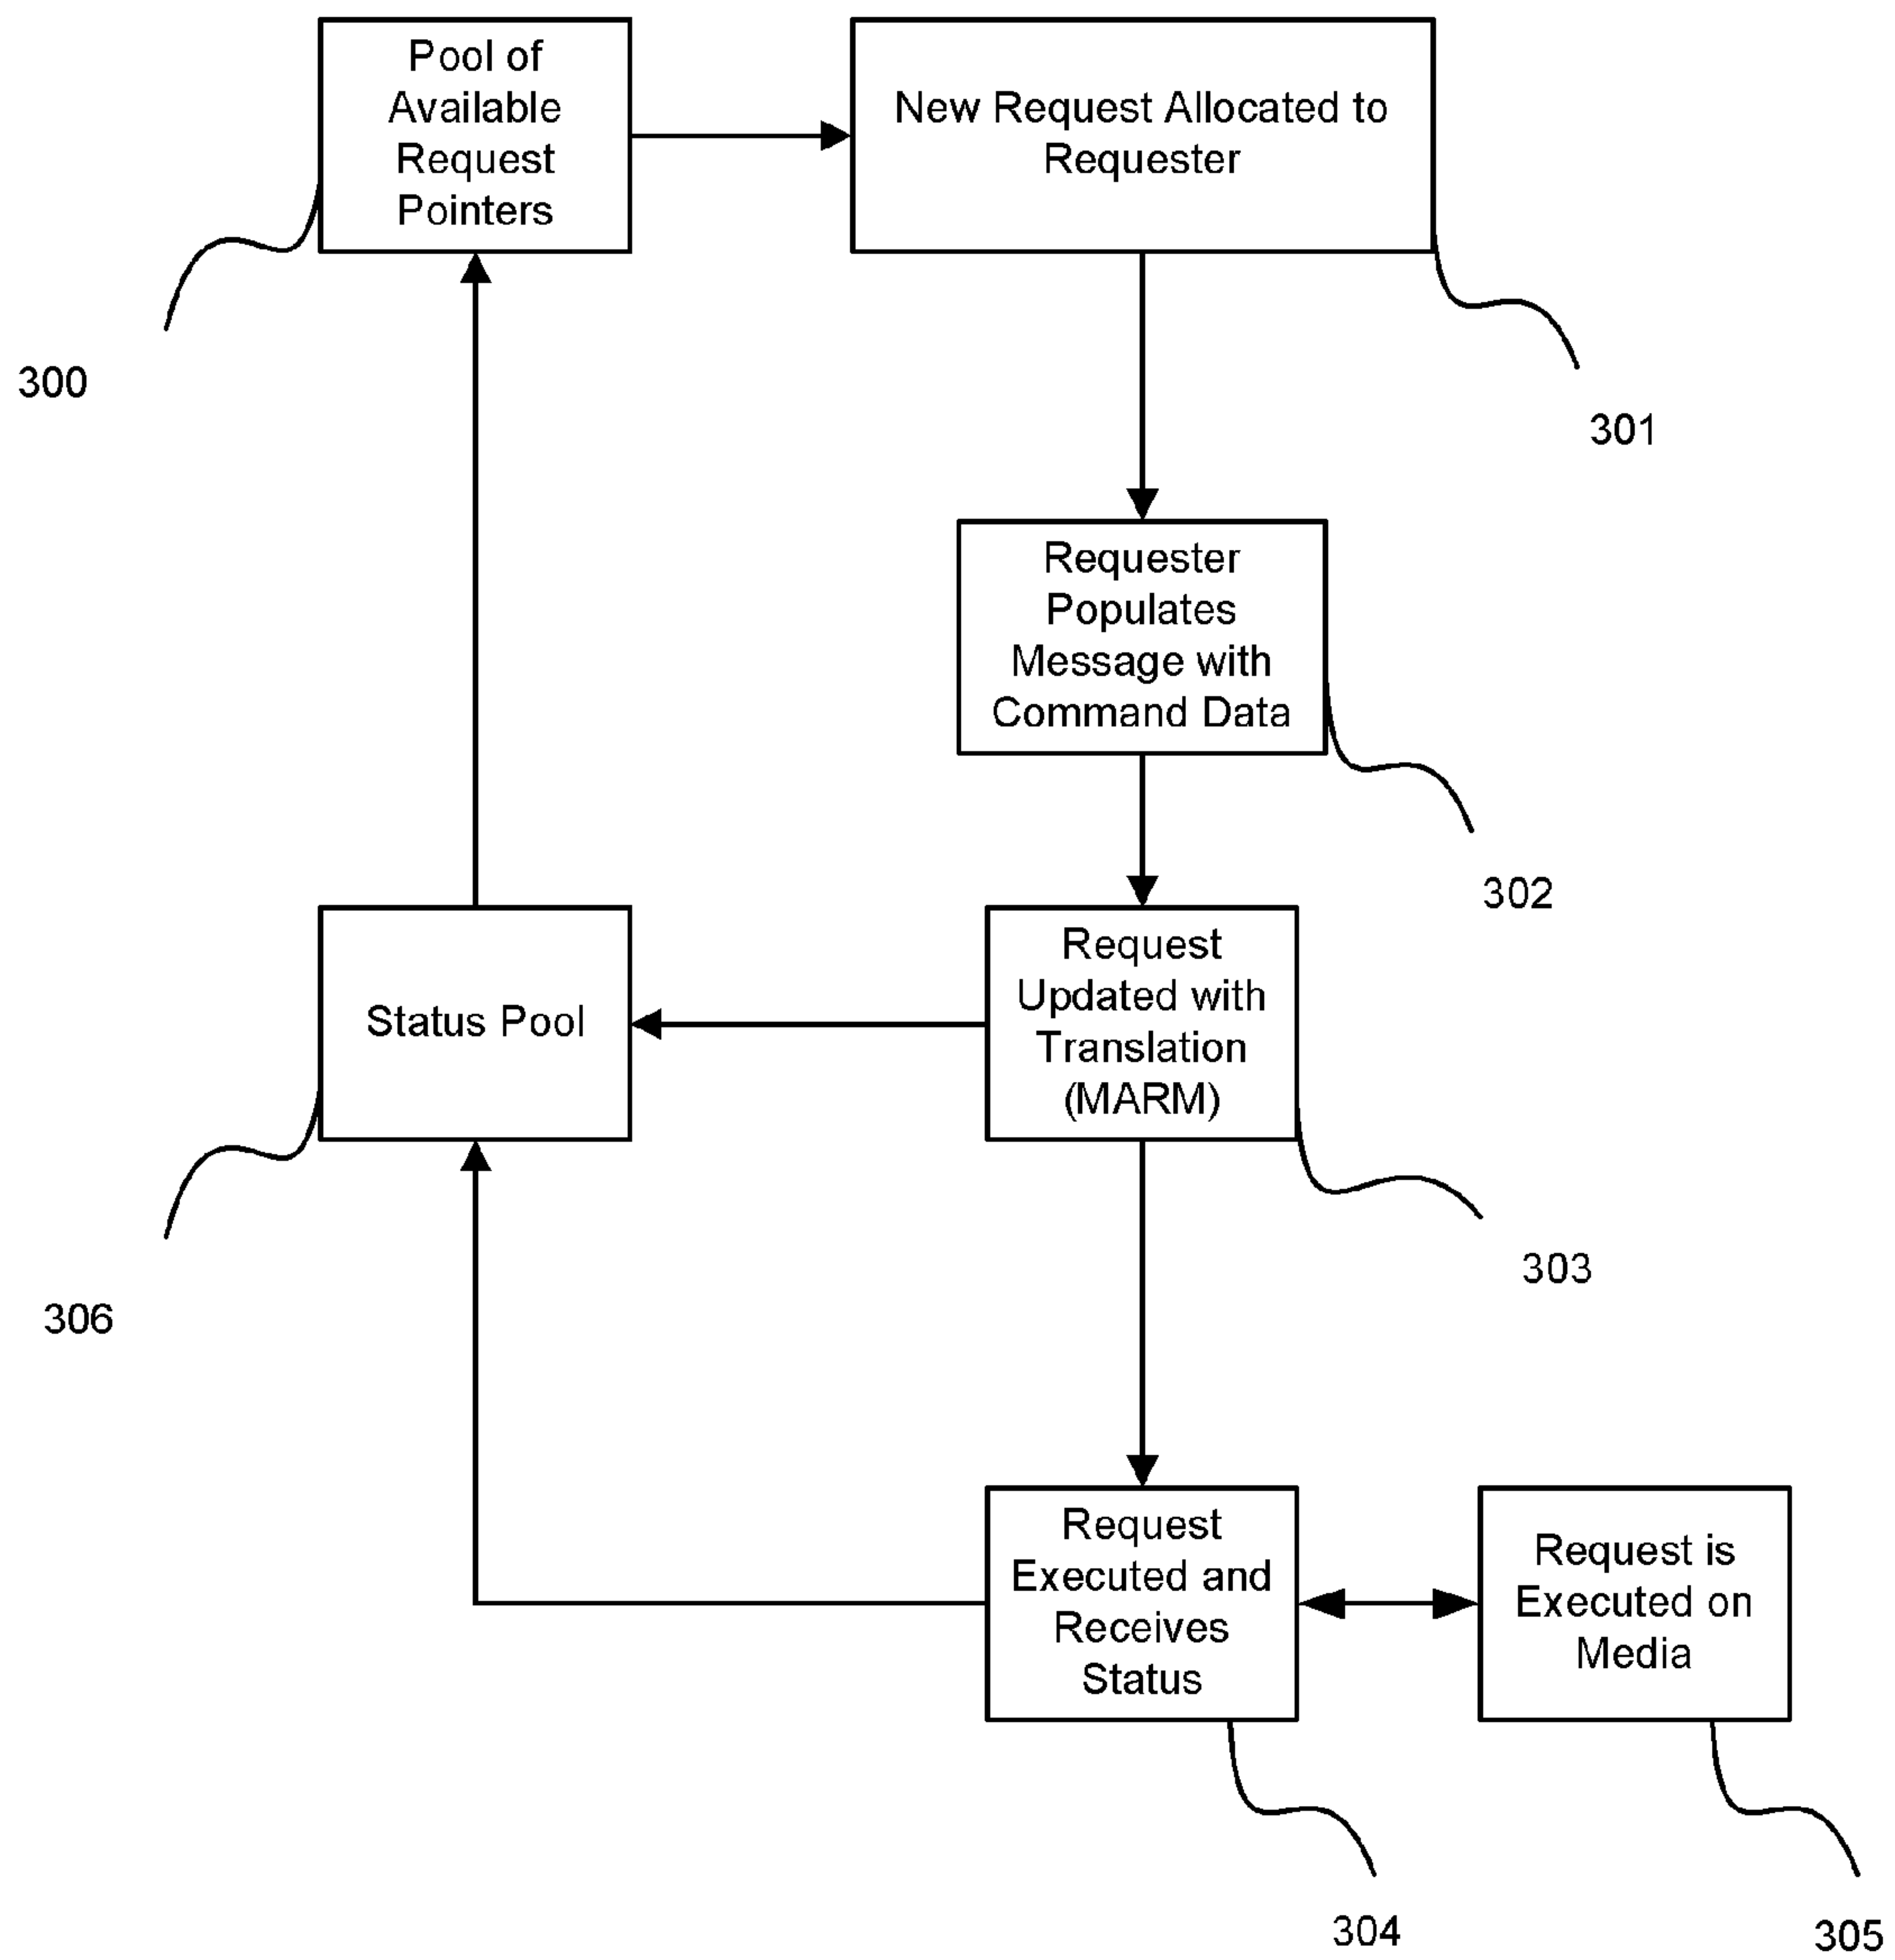 Pool of
Available
Request
Pointers
New Request Allocated to
Requester
300
301
Requester
Populates
Message with
Command Data
302
Status Pool
Request
Updated with
Translation
(MARM)
303
306
Request
Executed and
Receives
Status
Request is
Executed on
Media
304
305